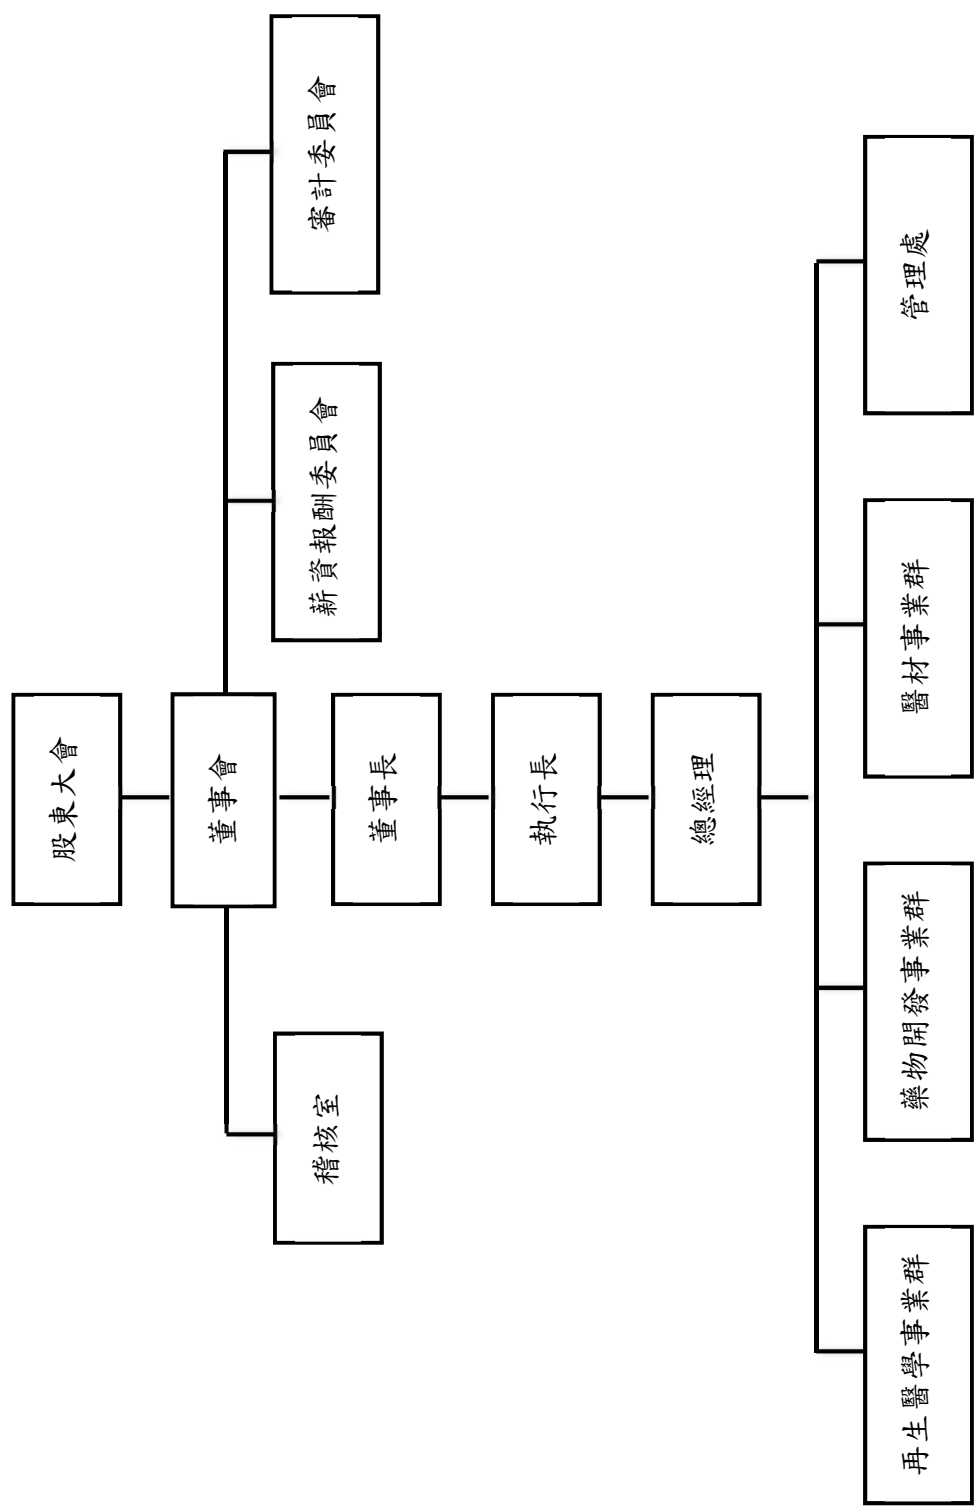 股東大會
董事會
稽核室
薪資報酬委員會
審計委員會
董事長
執行長
總經理
再生醫學事業群
藥物開發事業群
醫材事業群
管理處